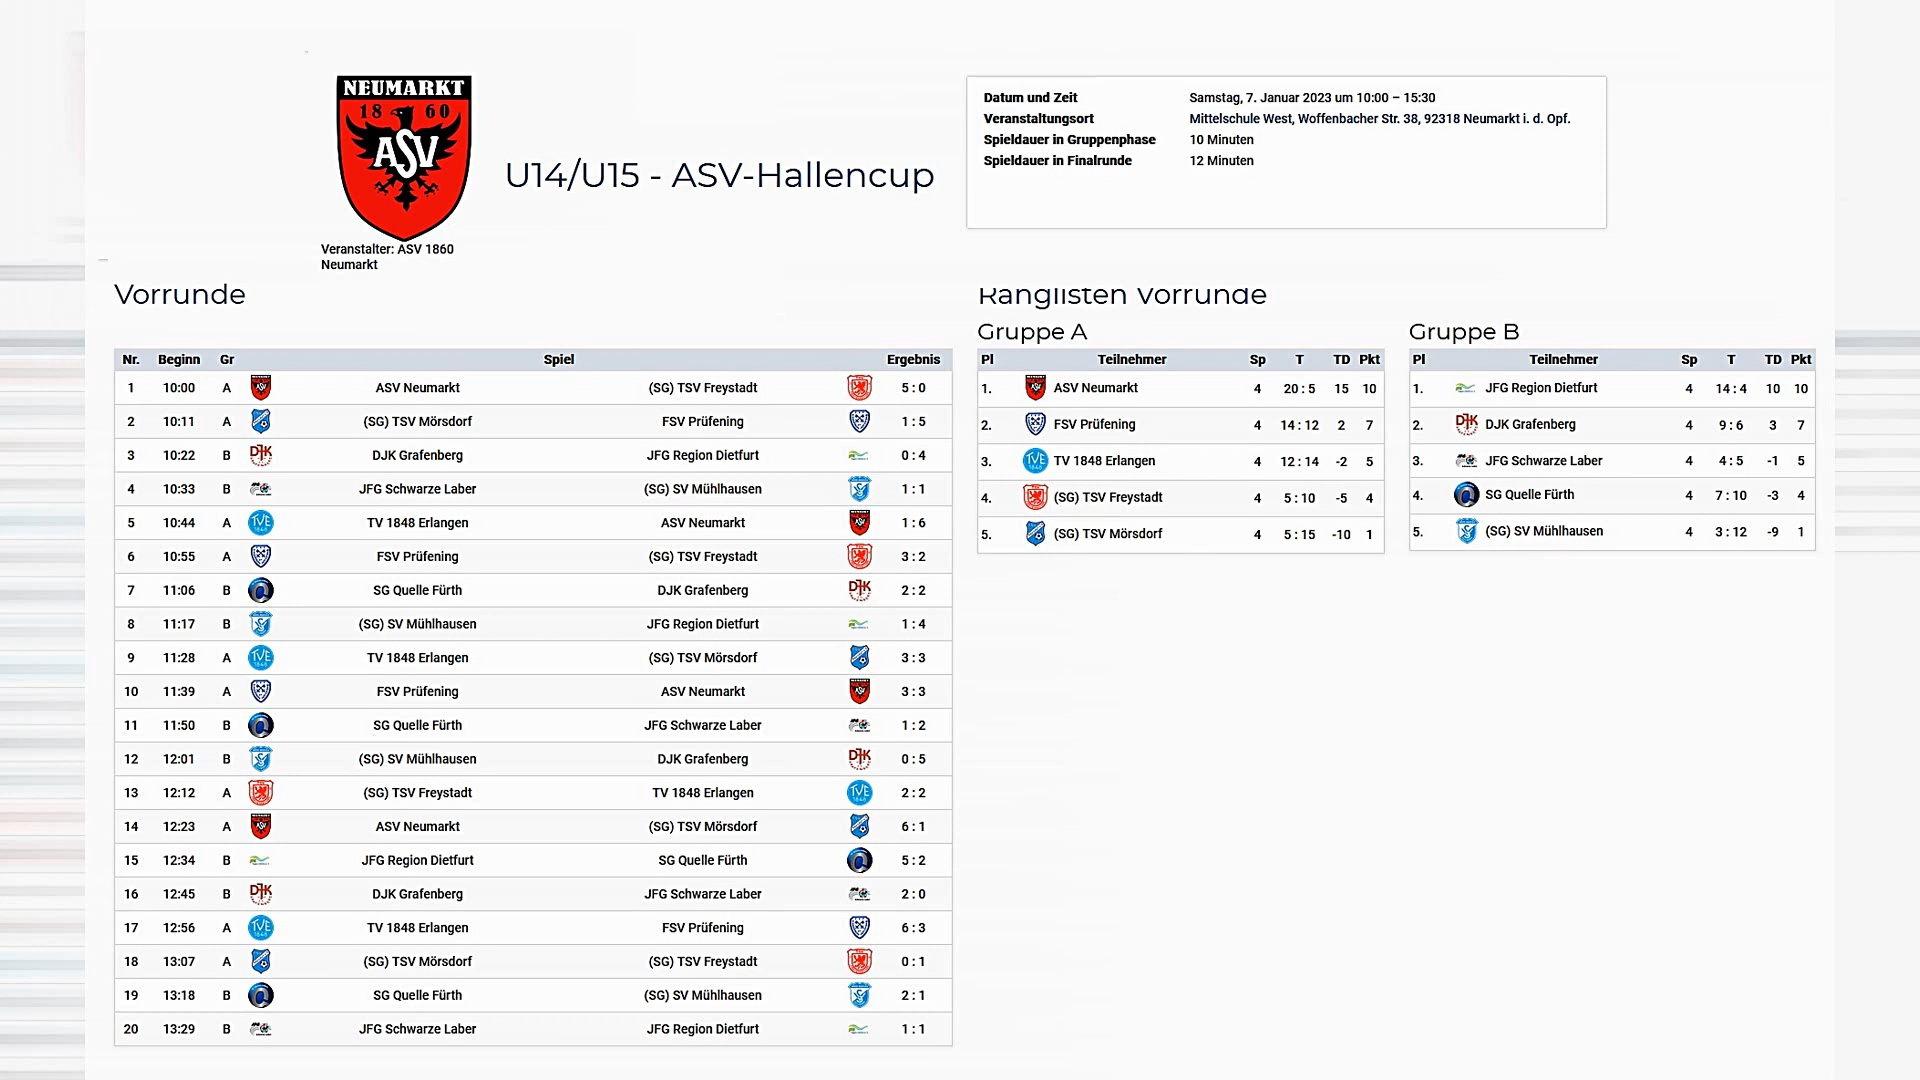 NEUMARKT
18 60
ASV
Veranstalter: ASV 1860
Neumarkt
U14/U15 - ASV-Hallencup
Datum und Zeit Samstag, 7. Januar 2023 um 10:00 – 15:30
Veranstaltungsort Mittelschule West, Woffenbacher Str. 38, 92318 Neumarkt i. d. Opf.
Spieldauer in Gruppenphase 10 Minuten
Spieldauer in Finalrunde 12 Minuten
Vorrunde
Nr. Beginn Gr Spiel Ergebnis
1 10:00 A ASV Neumarkt (SG) TSV Freystadt 5 : 0
2 10:11 A (SG) TSV Mörsdorf FSV Prüfening 1 : 5
3 10:22 B DJK Grafenberg JFG Region Dietfurt 0 : 4
4 10:33 B JFG Schwarze Laber (SG) SV Mühlhausen 1 : 1
5 10:44 A TV 1848 Erlangen ASV Neumarkt 1 : 6
6 10:55 A FSV Prüfening (SG) TSV Freystadt 3 : 2
7 11:06 B SG Quelle Fürth DJK Grafenberg 2 : 2
8 11:17 B (SG) SV Mühlhausen JFG Region Dietfurt 1 : 4
9 11:28 A TV 1848 Erlangen (SG) TSV Mörsdorf 3 : 3
10 11:39 A FSV Prüfening ASV Neumarkt 3 : 3
11 11:50 B SG Quelle Fürth JFG Schwarze Laber 1 : 2
12 12:01 B (SG) SV Mühlhausen DJK Grafenberg 0 : 5
13 12:12 A (SG) TSV Freystadt TV 1848 Erlangen 2 : 2
14 12:23 A ASV Neumarkt (SG) TSV Mörsdorf 6 : 1
15 12:34 B JFG Region Dietfurt SG Quelle Fürth 5 : 2
16 12:45 B DJK Grafenberg JFG Schwarze Laber 2 : 0
17 12:56 A TV 1848 Erlangen FSV Prüfening 6 : 3
18 13:07 A (SG) TSV Mörsdorf (SG) TSV Freystadt 0 : 1
19 13:18 B SG Quelle Fürth (SG) SV Mühlhausen 2 : 1
20 13:29 B JFG Schwarze Laber JFG Region Dietfurt 1 : 1
Ranglisten Vorrunde
Gruppe A
Pl Teilnehmer Sp T TD Pkt
1. ASV Neumarkt 4 20 : 5 15 10
2. FSV Prüfening 4 14 : 12 2 7
3. TV 1848 Erlangen 4 12 : 14 -2 5
4. (SG) TSV Freystadt 4 5 : 10 -5 4
5. (SG) TSV Mörsdorf 4 5 : 15 -10 1
Gruppe B
Pl Teilnehmer Sp T TD Pkt
1. JFG Region Dietfurt 4 14 : 4 10 10
2. DJK Grafenberg 4 9 : 6 3 7
3. JFG Schwarze Laber 4 4 : 5 -1 5
4. SG Quelle Fürth 4 7 : 10 -3 4
5. (SG) SV Mühlhausen 4 3 : 12 -9 1